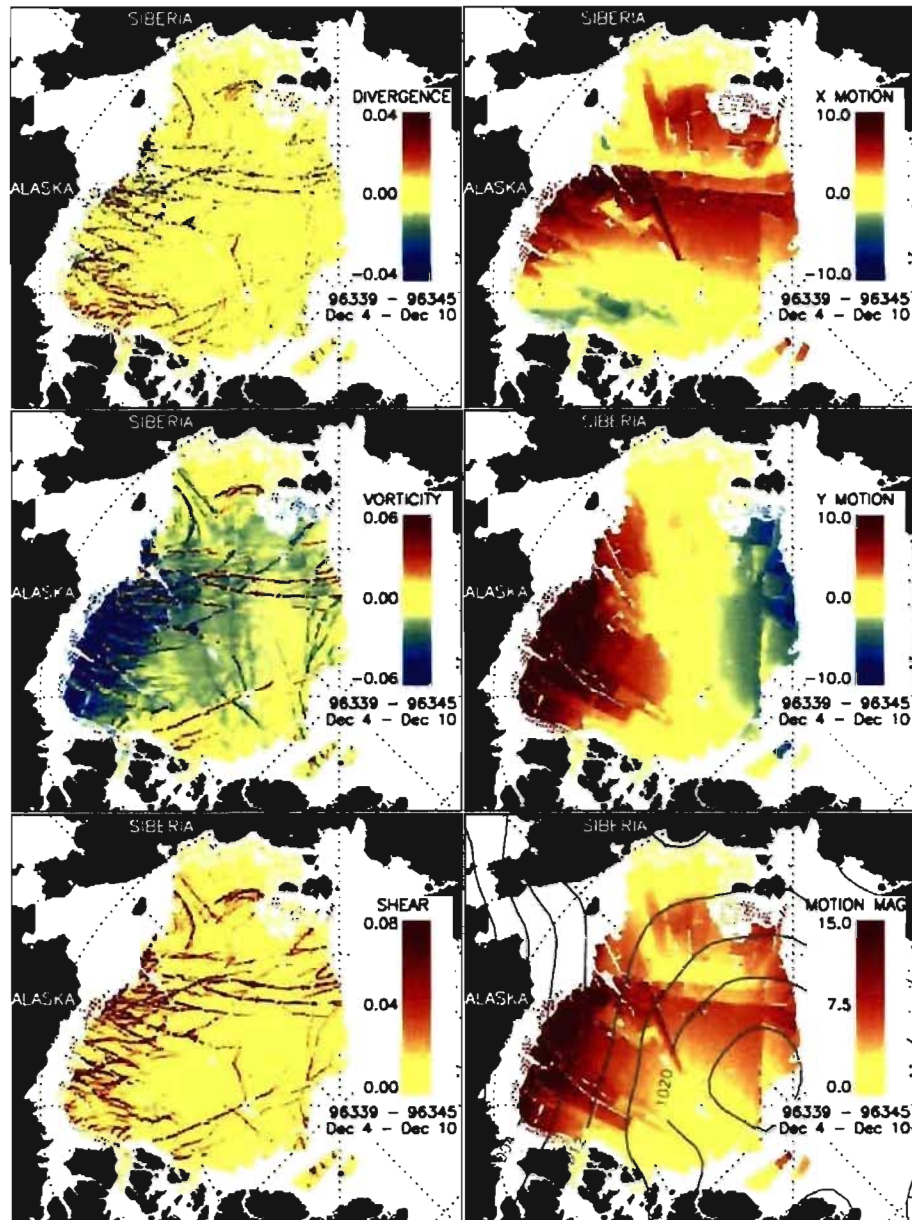 SIBERIA
DIVERGENCE
0.04
0.00
-0.04
ALASKA
96339 - 96345
Dec 4 - Dec 10
SIBERIA
X MOTION
10.0
0.0
-10.0
ALASKA
96339 - 96345
Dec 4 - Dec 10
SIBERIA
VORTICITY
0.06
0.00
-0.06
ALASKA
96339 - 96345
Dec 4 - Dec 10
SIBERIA
Y MOTION
10.0
0.0
-10.0
ALASKA
96339 - 96345
Dec 4 - Dec 10
SIBERIA
SHEAR
0.08
0.04
0.00
ALASKA
96339 - 96345
Dec 4 - Dec 10
SIBERIA
MOTION MAG
15.0
7.5
0.0
ALASKA
1020
96339 - 96345
Dec 4 - Dec 10